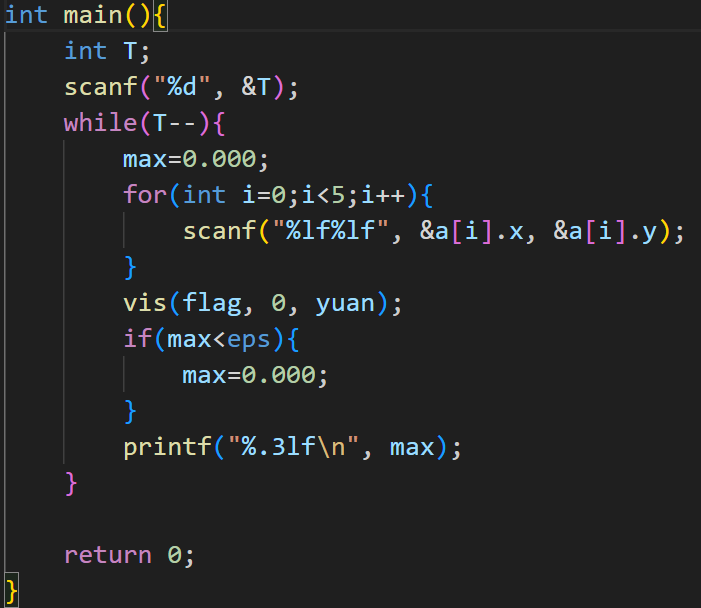 int main(){
    int T;
    scanf("%d", &T);
    while(T--){
        max=0.000;
        for(int i=0;i<5;i++){
            scanf("%lf%lf", &a[i].x, &a[i].y);
        }
        vis(flag, 0, yuan);
        if(max<eps){
            max=0.000;
        }
        printf("%.3lf\n", max);
    }

    return 0;
}